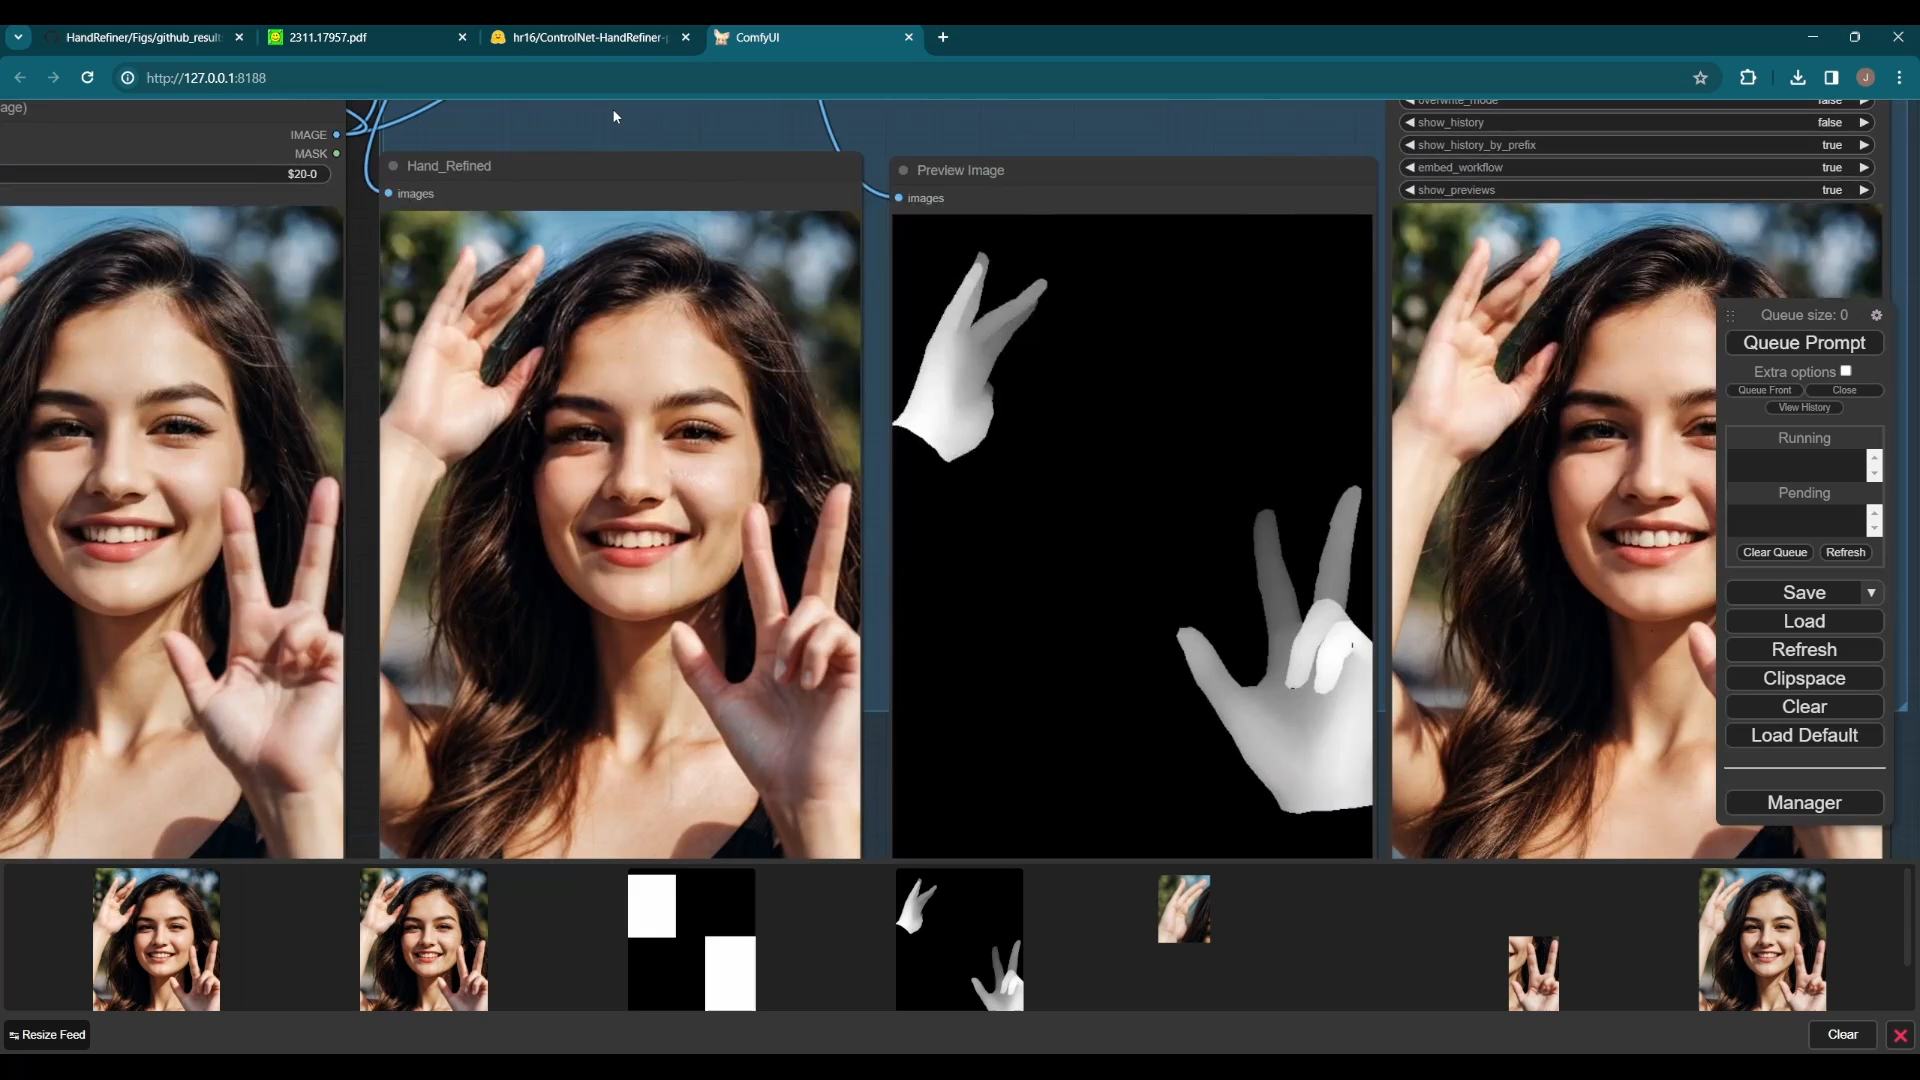 HandRefiner/Figs/github_result
2311.17957.pdf
hr16/ControlNet-HandRefiner-
ComfyUI
http://127.0.0.1:8188
age)
IMAGE
MASK
$20-0
Hand_Refined
images
Preview Image
images
overwrite_mode false
show_history false
show_history_by_prefix true
embed_workflow true
show_previews true
Queue size: 0
Queue Prompt
Extra options
Queue Front Close
View History
Running
Pending
Clear Queue Refresh
Save
Load
Refresh
Clipspace
Clear
Load Default
Manager
Resize Feed
Clear
J